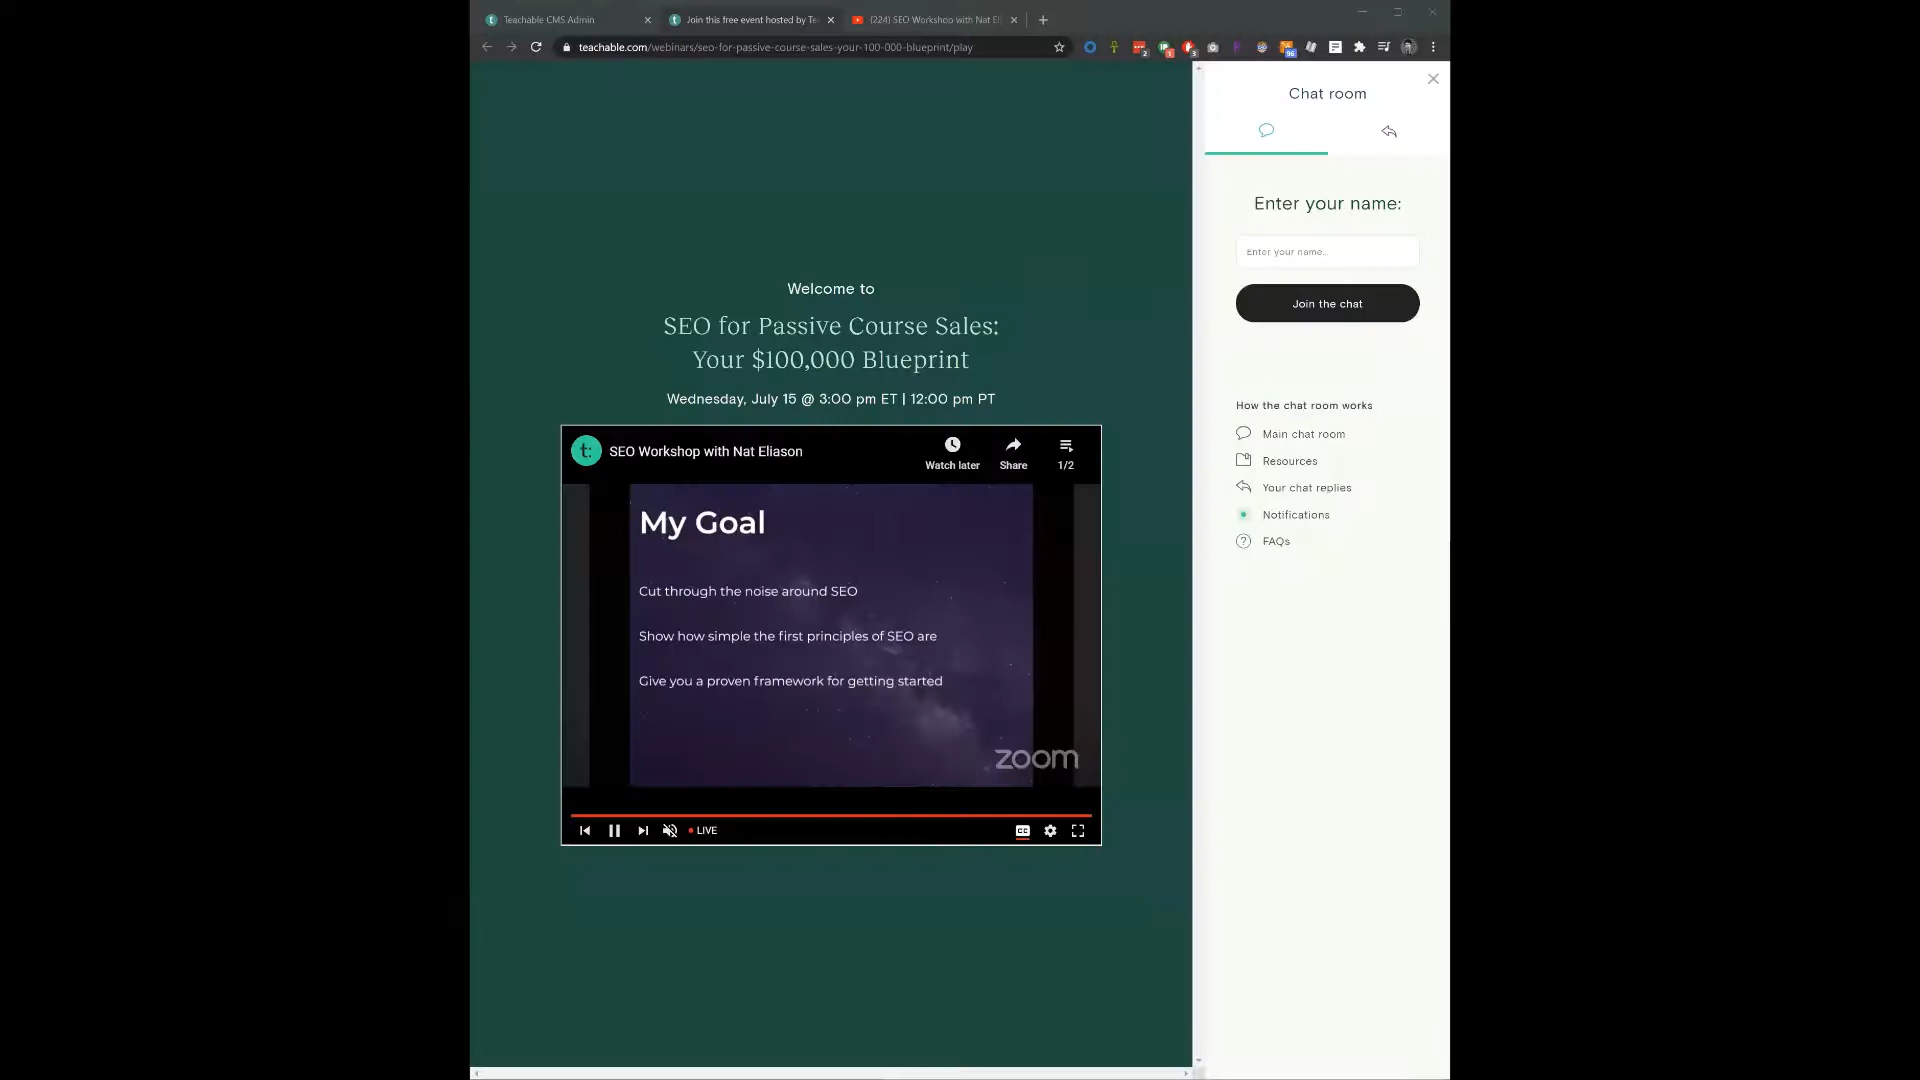 Teachable CMS Admin
Join this free event hosted by Te
(224) SEO Workshop with Nat El
teachable.com/webinars/seo-for-passive-course-sales-your-100-000-blueprint/play
Chat room
Enter your name:
Enter your name...
Join the chat
How the chat room works
Main chat room
Resources
Your chat replies
Notifications
FAQs
Welcome to
SEO for Passive Course Sales:
Your $100,000 Blueprint
Wednesday, July 15 @ 3:00 pm ET | 12:00 pm PT
t:
SEO Workshop with Nat Eliason
Watch later
Share
1/2
My Goal
Cut through the noise around SEO
Show how simple the first principles of SEO are
Give you a proven framework for getting started
zoom
LIVE
CC